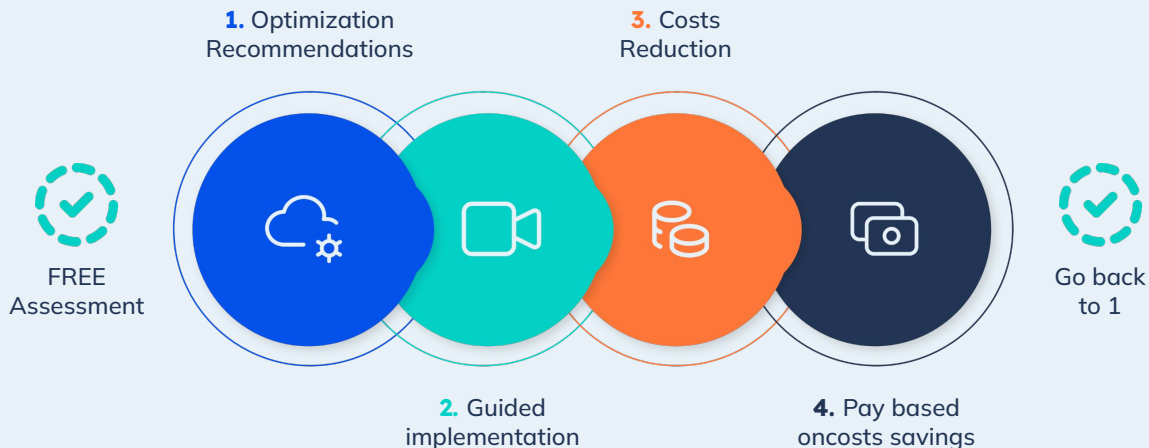 1. Optimization
Recommendations
3. Costs
Reduction
FREE
Assessment
Go back
to 1
2. Guided
implementation
4. Pay based
oncosts savings